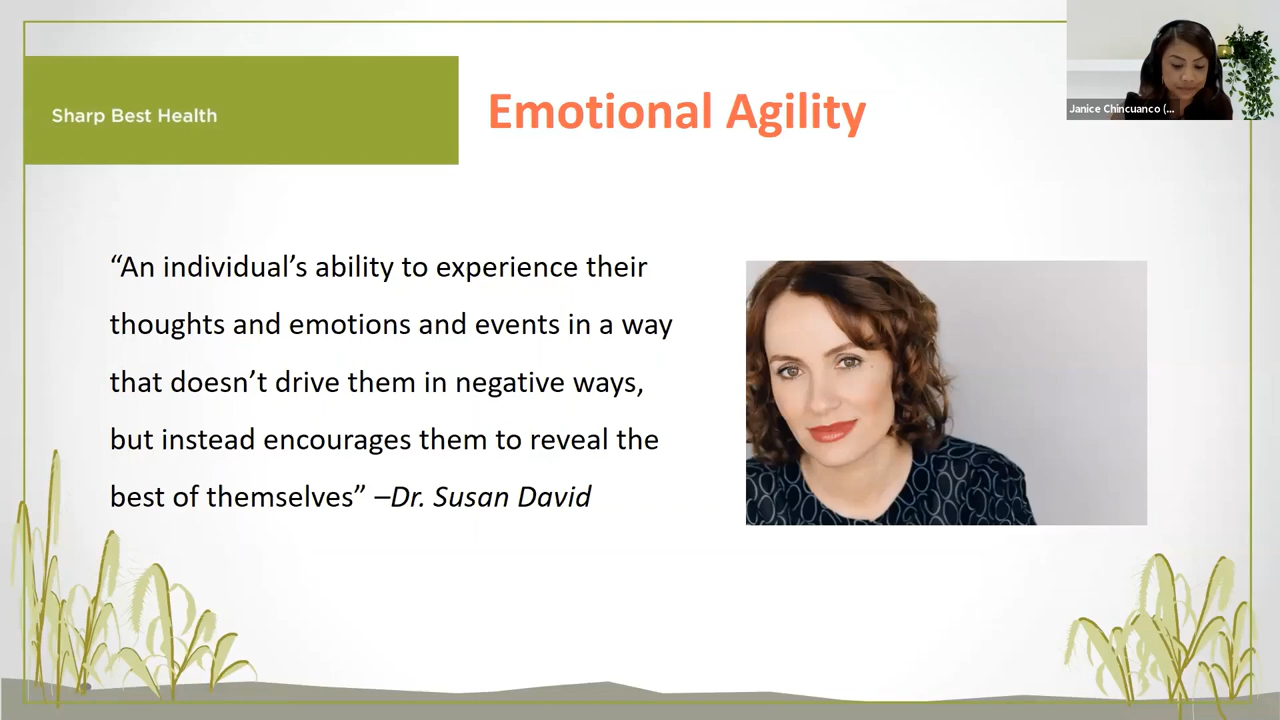 Sharp Best Health
Emotional Agility
Janice Chincuanco (...
“An individual’s ability to experience their
thoughts and emotions and events in a way
that doesn’t drive them in negative ways,
but instead encourages them to reveal the
best of themselves” –Dr. Susan David